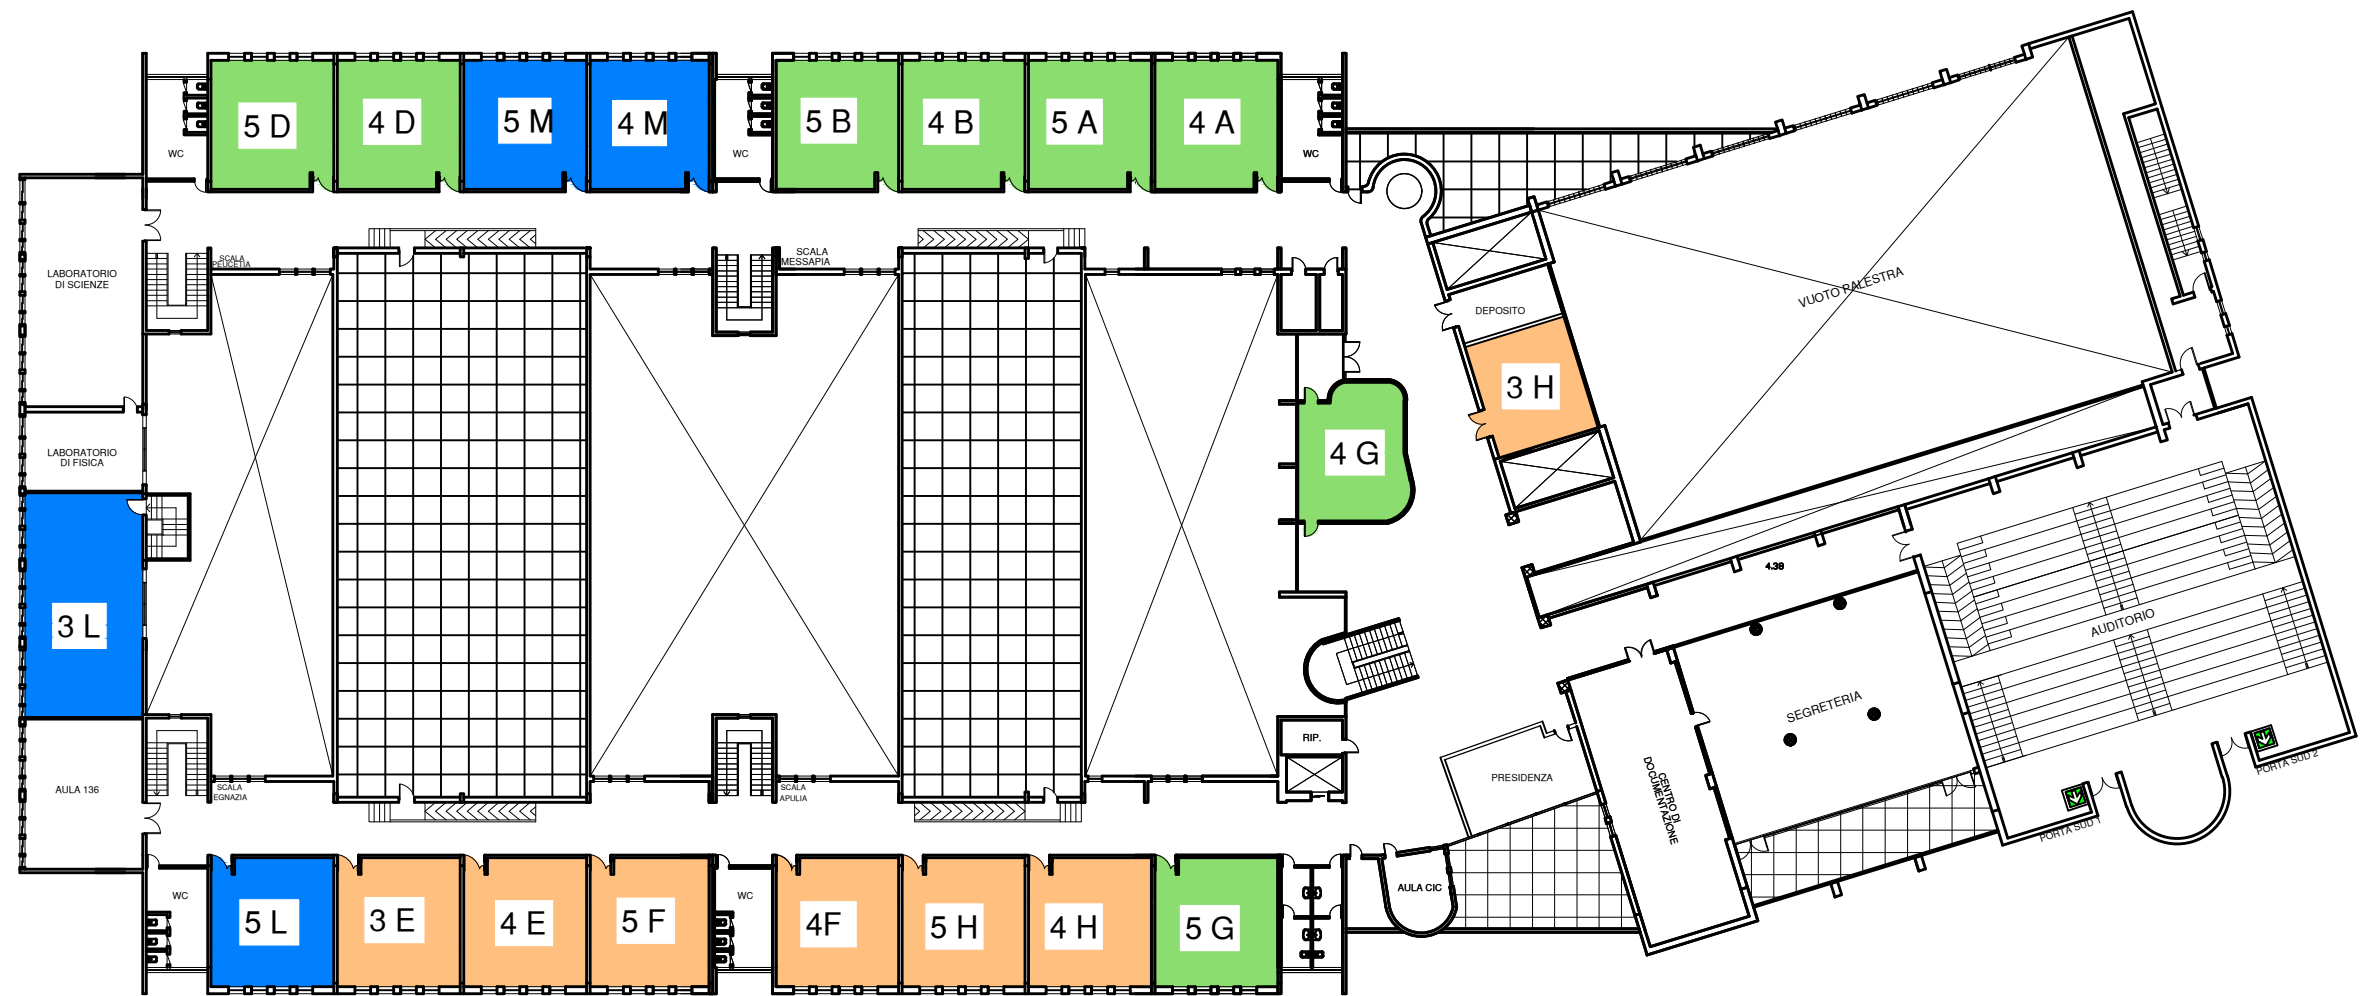 5 D
4 D
5 M
4 M
5 B
4 B
5 A
4 A
WC
WC
WC
SCALA
PEUCETIA
SCALA
MESSAPIA
LABORATORIO
DI SCIENZE
VUOTO PALESTRA
DEPOSITO
3 H
4 G
LABORATORIO
DI FISICA
3 L
4.39
AUDITORIO
SEGRETERIA
RIP.
PRESIDENZA
CENTRO DI
DOCUMENTAZIONE
PORTA SUD 2
PORTA SUD 1
AULA 136
SCALA
EGNAZIA
SCALA
APULIA
WC
WC
AULA CIC
5 L
3 E
4 E
5 F
4F
5 H
4 H
5 G